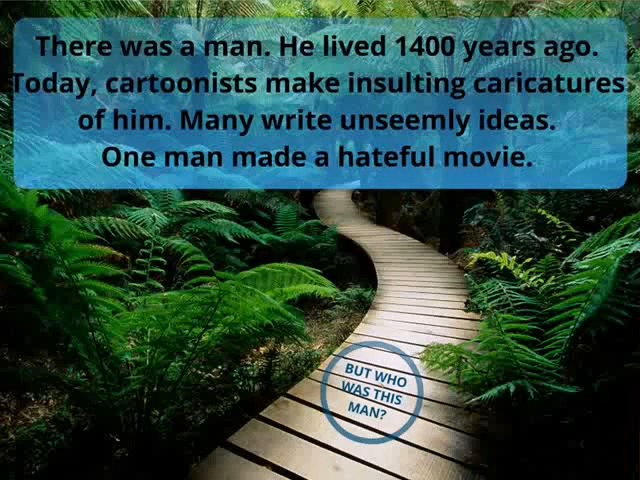 There was a man. He lived 1400 years ago.
Today, cartoonists make insulting caricatures
of him. Many write unseemly ideas.
One man made a hateful movie.
BUT WHO
WAS THIS
MAN?